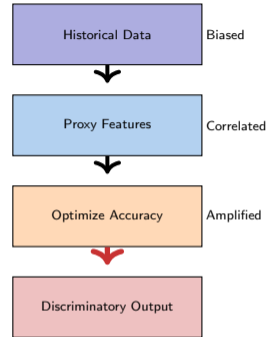 Historical Data Biased
Proxy Features Correlated
Optimize Accuracy Amplified
Discriminatory Output